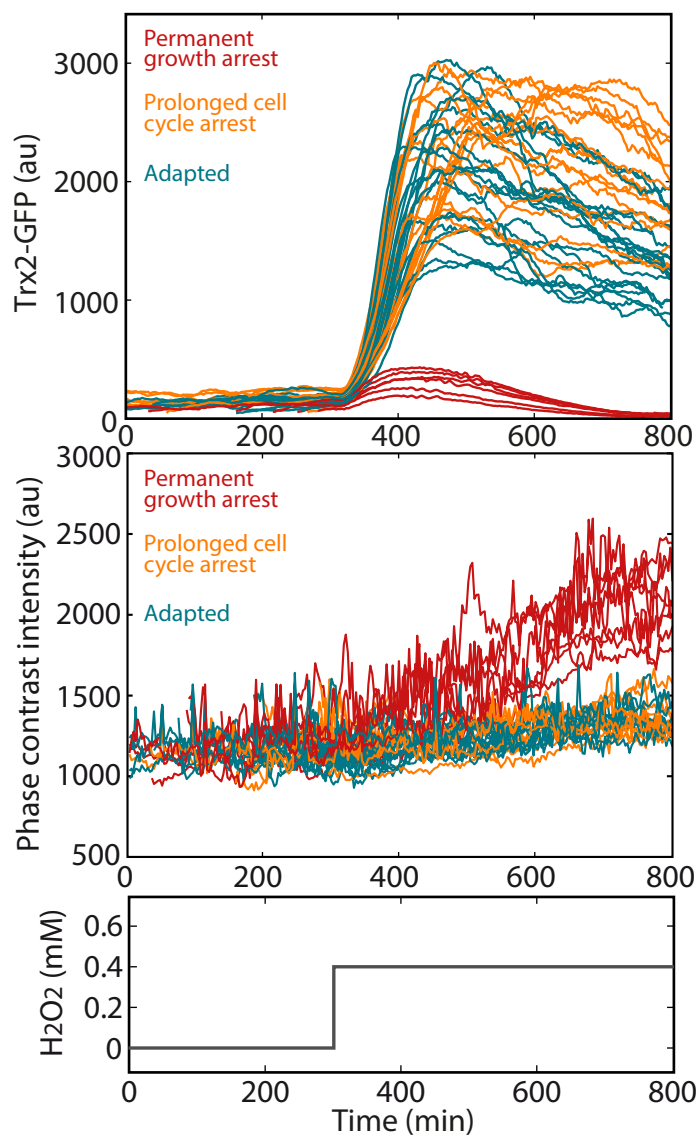 Trx2-GFP (au)
3000
2000
1000
0
Permanent
growth arrest
Prolonged cell
cycle arrest
Adapted
0 200 400 600 800
Phase contrast intensity (au)
3000
2500
2000
1500
1000
500
Permanent
growth arrest
Prolonged cell
cycle arrest
Adapted
0 200 400 600 800
H2O2 (mM)
0.6
0.4
0.2
0
0 200 400 600 800
Time (min)